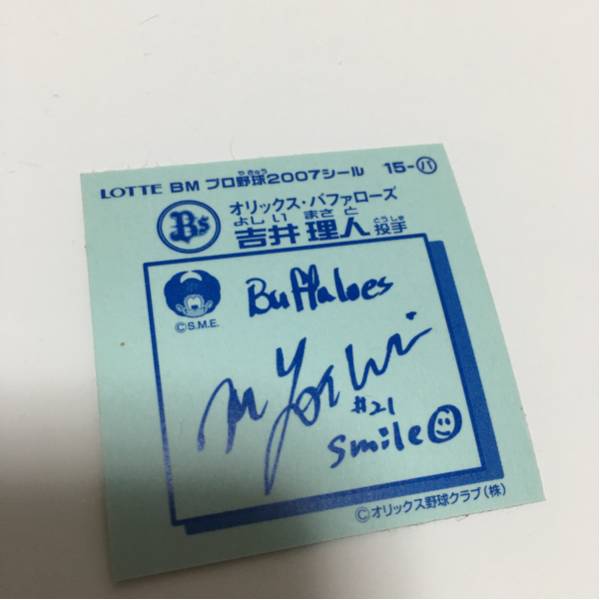 LOTTE BM プロ野球2007シール 15-パ
やきゅう
Bs
オリックス・バファローズ
よしい まさと とうしゅ
吉井 理人 投手
Buffaloes
©S.M.E.
M Yoshii
#21
Smile
©オリックス野球クラブ(株)